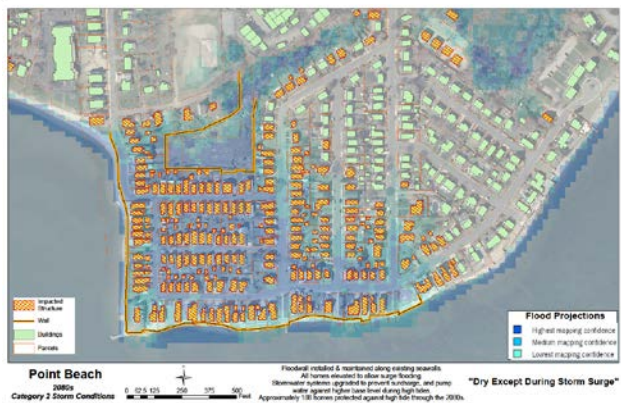 Impacted
Structure
Wall
Buildings
Parcels
Flood Projections
Highest mapping confidence
Medium mapping confidence
Lowest mapping confidence
Point Beach
2080s
Category 2 Storm Conditions
0 62.5 125 250 375 500
Feet
Floodwall installed & maintained along existing seawalls
All homes elevated to allow surge flooding
Stormwater systems upgraded to prevent surcharge, and pump
water against higher base level during high tides.
Approximately homes protected against high tide through the 2080s.
"Dry Except During Storm Surge"